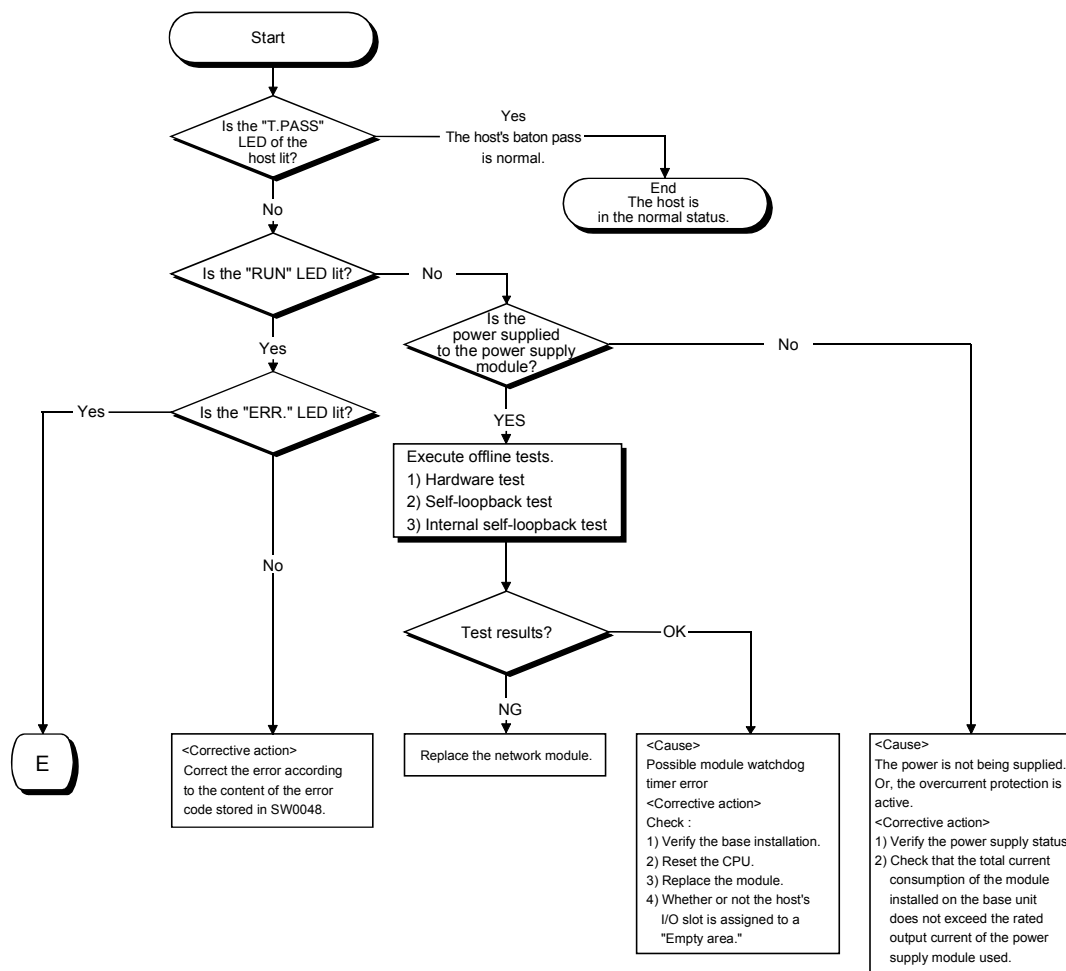 Start
Is the "T.PASS"
LED of the
host lit?
Yes
The host's baton pass
is normal.
End
The host is
in the normal status.
No
Is the "RUN" LED lit?
No
Is the
power supplied
to the power supply
module?
No
Yes
Is the "ERR." LED lit?
Yes
YES
Execute offline tests.
1) Hardware test
2) Self-loopback test
3) Internal self-loopback test
No
Test results?
OK
NG
E
<Corrective action>
Correct the error according
to the content of the error
code stored in SW0048.
Replace the network module.
<Cause>
Possible module watchdog
timer error
<Corrective action>
Check :
1) Verify the base installation.
2) Reset the CPU.
3) Replace the module.
4) Whether or not the host's
I/O slot is assigned to a
"Empty area."
<Cause>
The power is not being supplied.
Or, the overcurrent protection is
active.
<Corrective action>
1) Verify the power supply status
2) Check that the total current
consumption of the module
installed on the base unit
does not exceed the rated
output current of the power
supply module used.